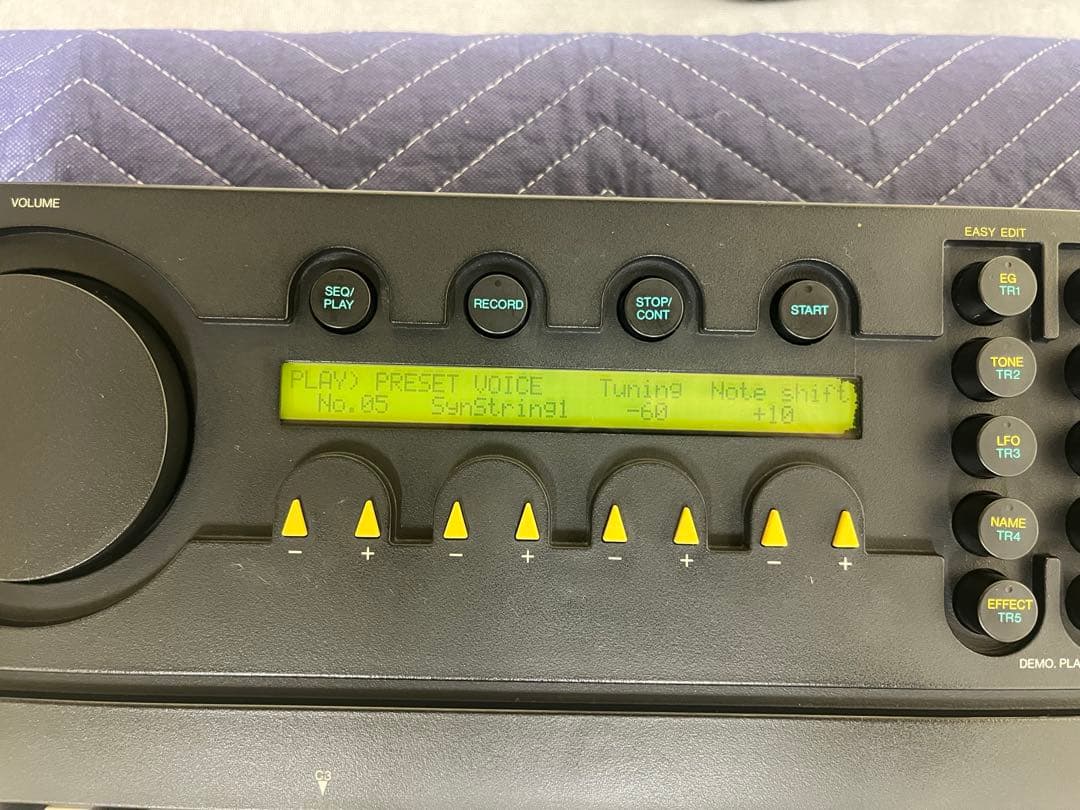 VOLUME
EASY EDIT
SEQ/
PLAY
RECORD
STOP/
CONT
START
EG
TR1
PLAY) PRESET VOICE Tuning Note shift
No.05 SynString1 -60 +10
TONE
TR2
LFO
TR3
- + - + - + - +
NAME
TR4
EFFECT
TR5
DEMO. PLA
C3